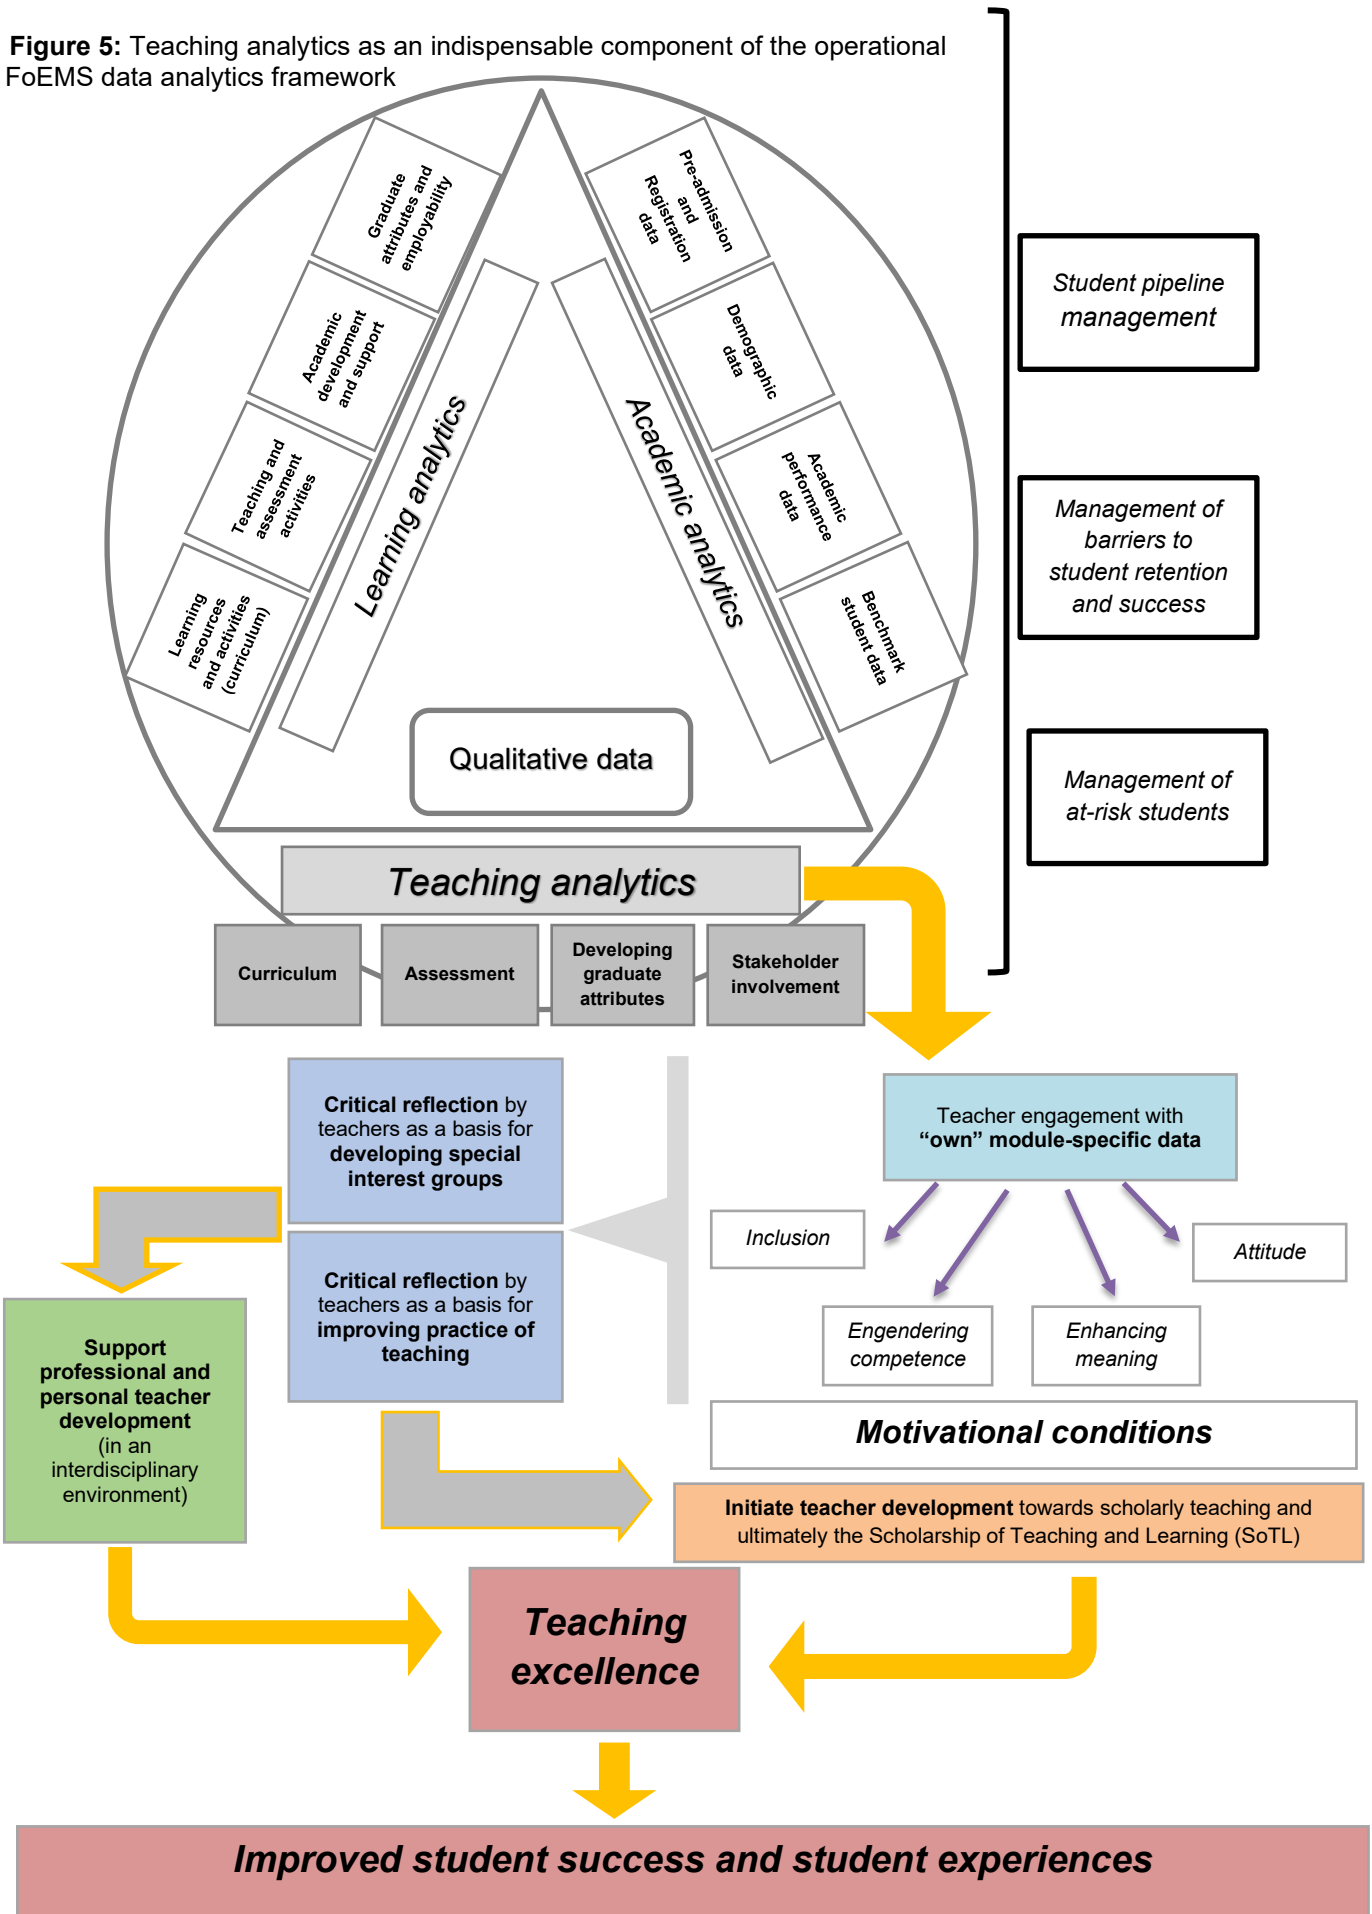 Figure 5: Teaching analytics as an indispensable component of the operational
FoEMS data analytics framework
Graduate
attributes and
employability
Academic
development
and support
Teaching and
assessment
activities
Learning
resources
and activities
(curriculum)
Learning analytics
Pre-admission
and
Registration
data
Demographic
data
Academic
performance
data
Benchmark
student data
Academic analytics
Qualitative data
Student pipeline
management
Management of
barriers to
student retention
and success
Management of
at-risk students
Teaching analytics
Curriculum
Assessment
Developing
graduate
attributes
Stakeholder
involvement
Critical reflection by
teachers as a basis for
developing special
interest groups
Critical reflection by
teachers as a basis for
improving practice of
teaching
Teacher engagement with
“own” module-specific data
Inclusion
Engendering
competence
Enhancing
meaning
Attitude
Motivational conditions
Support
professional and
personal teacher
development
(in an
interdisciplinary
environment)
Initiate teacher development towards scholarly teaching and
ultimately the Scholarship of Teaching and Learning (SoTL)
Teaching
excellence
Improved student success and student experiences